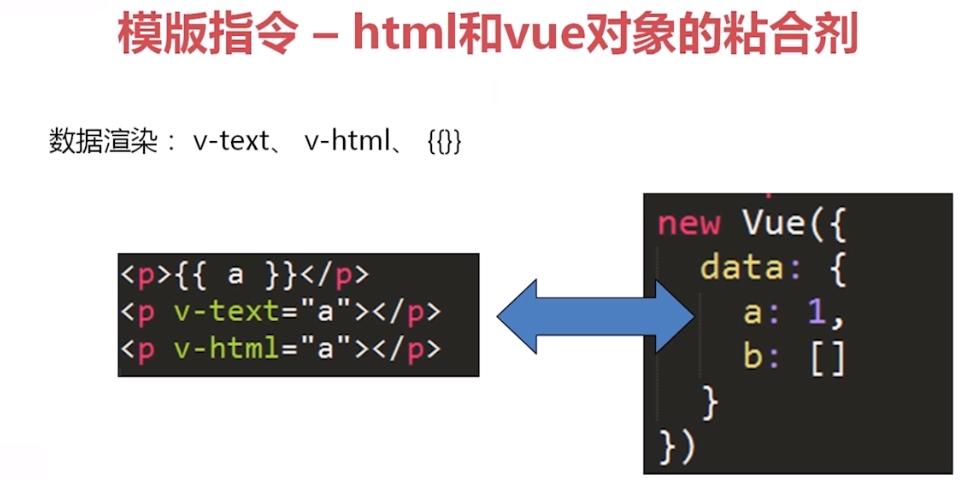 模版指令 – html和vue对象的粘合剂
数据渲染： v-text、 v-html、 {{}}
<p>{{ a }}</p>
<p v-text="a"></p>
<p v-html="a"></p>
new Vue({
data: {
a: 1,
b: []
}
})